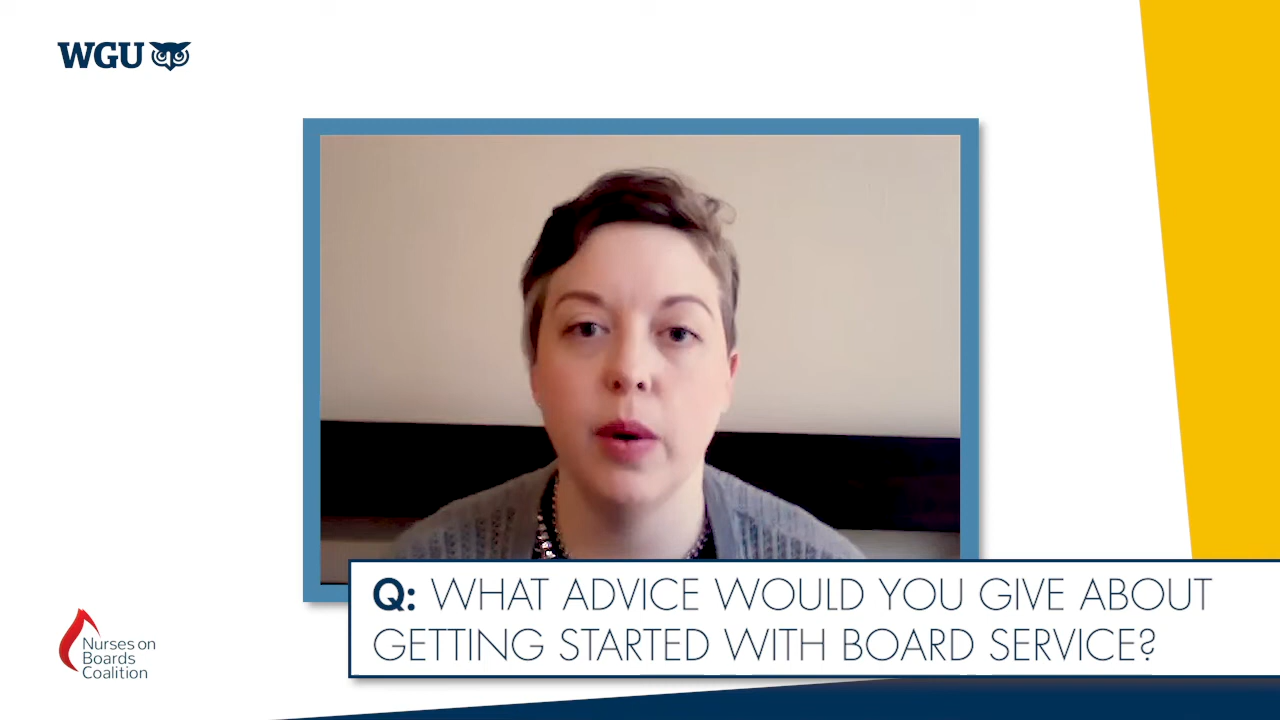 WGU
Q: WHAT ADVICE WOULD YOU GIVE ABOUT
GETTING STARTED WITH BOARD SERVICE?
Nurses on
Boards
Coalition